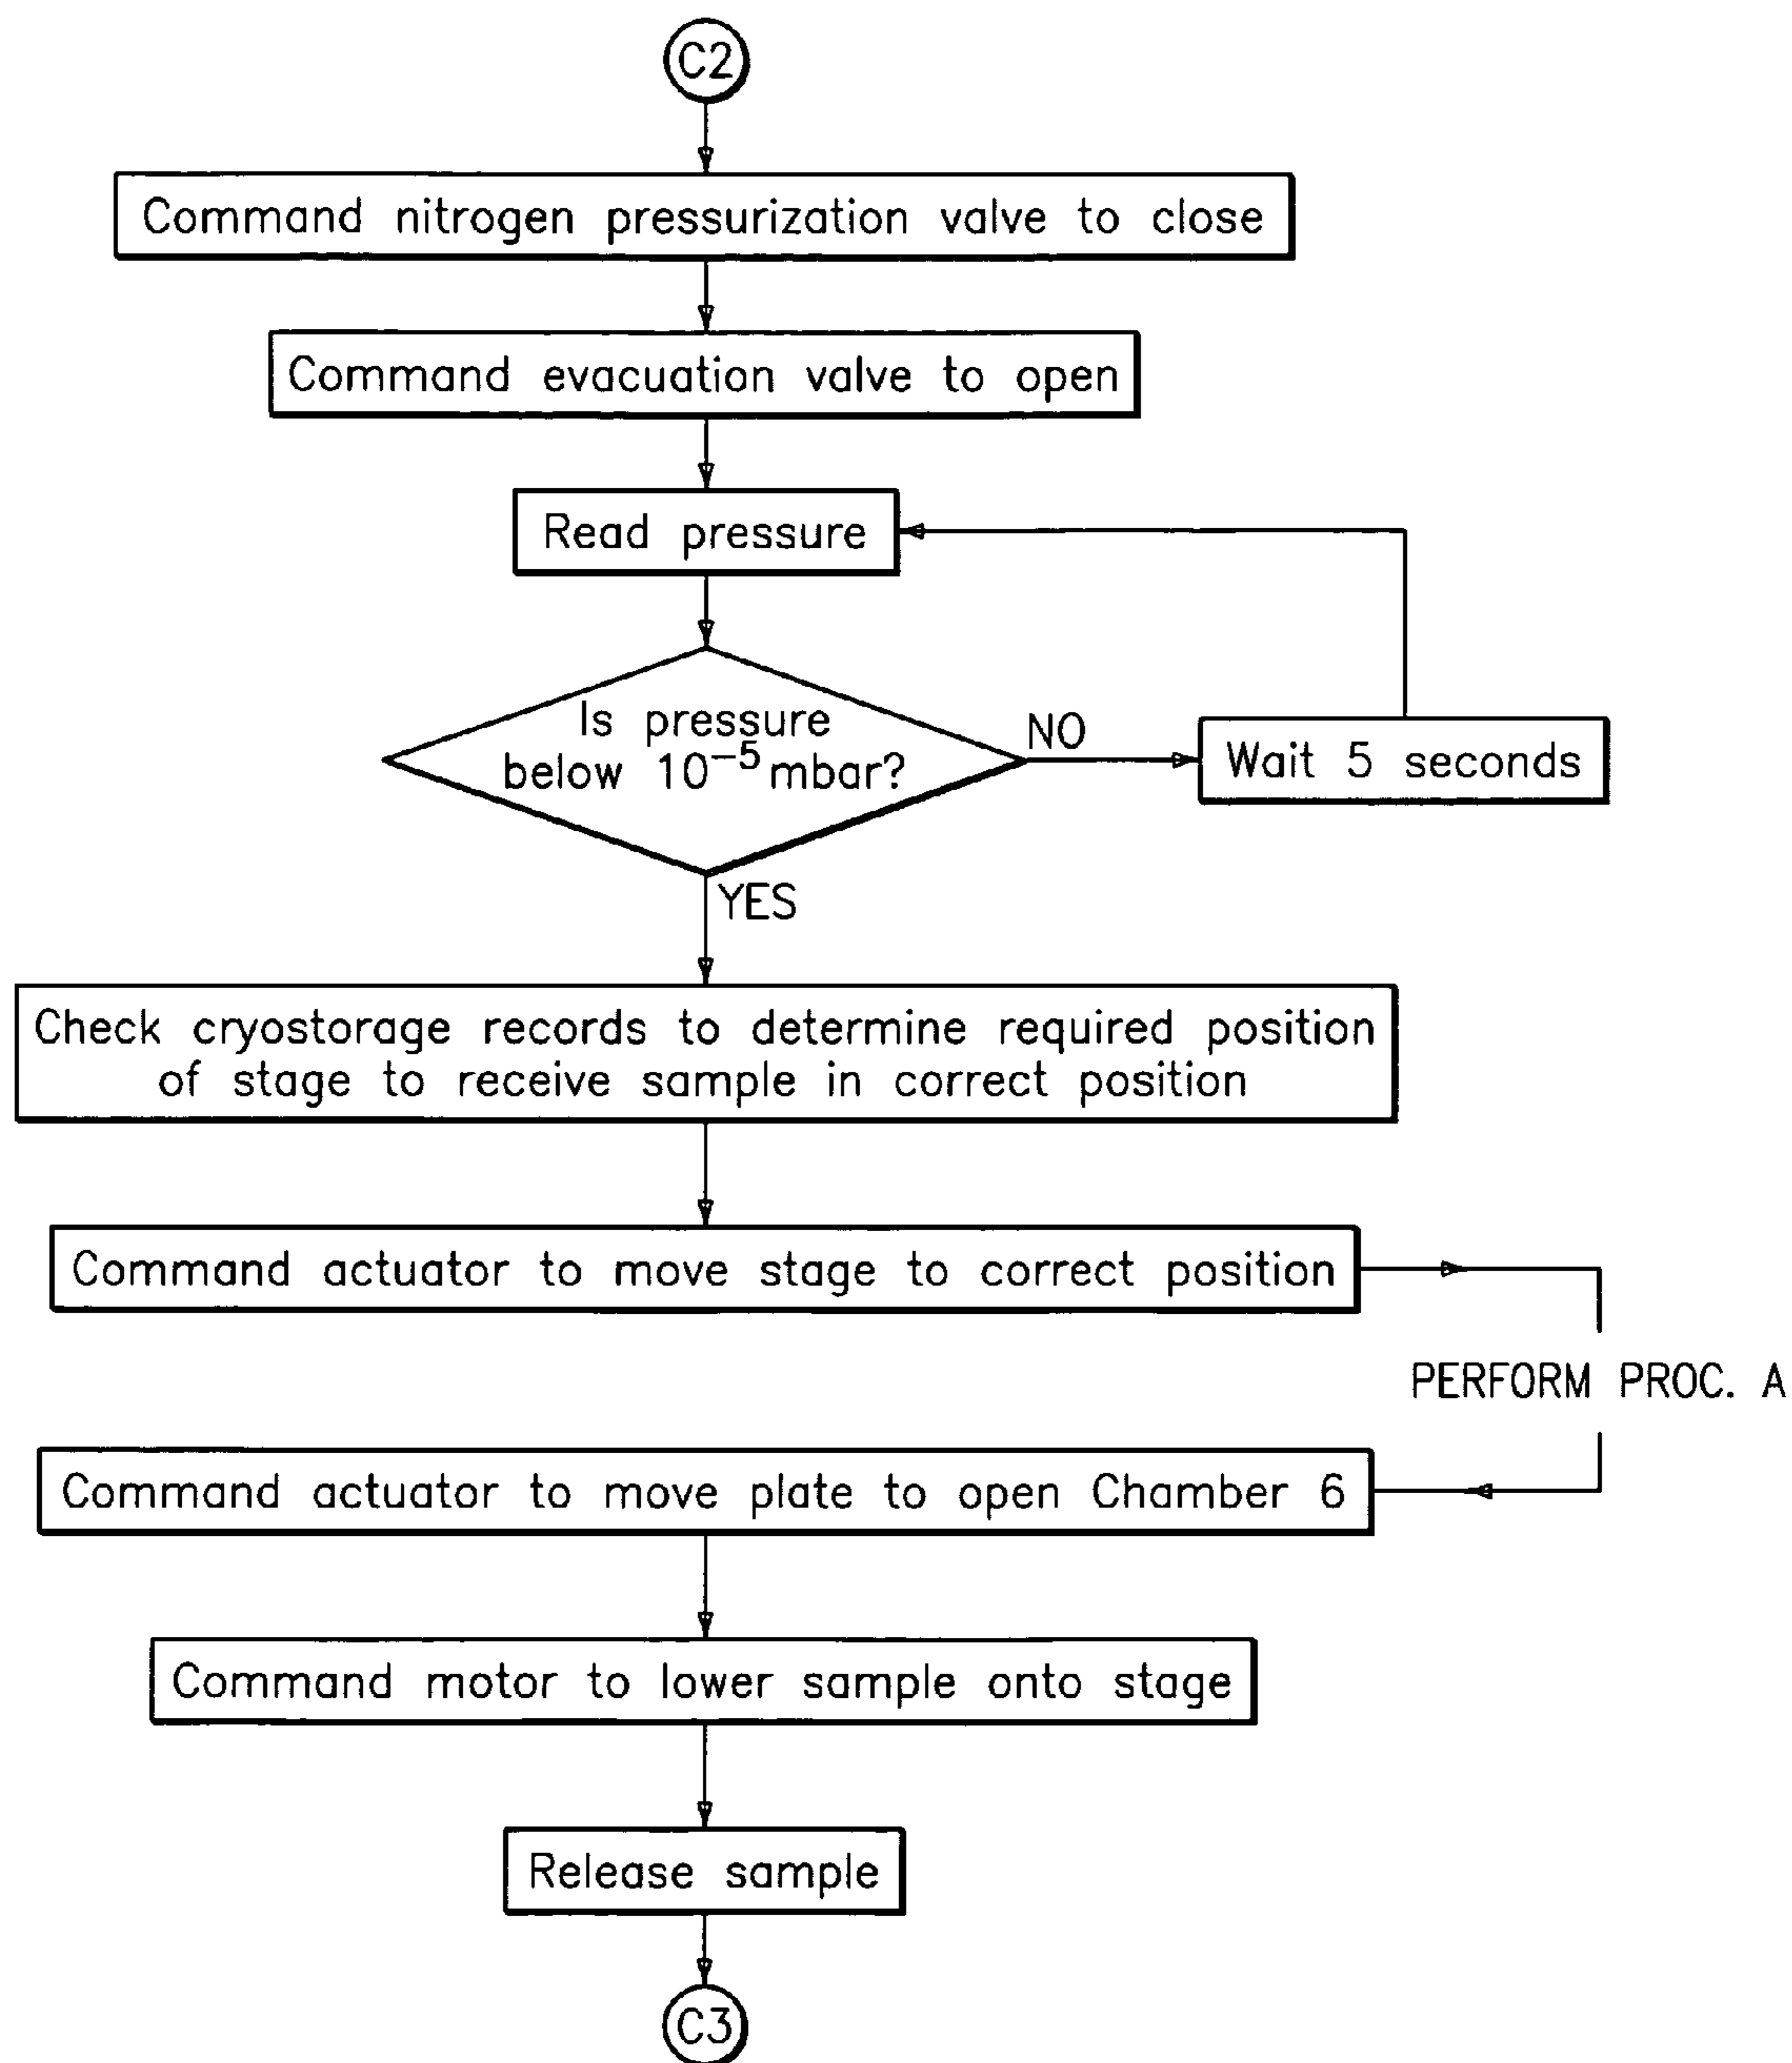 C2
Command nitrogen pressurization valve to close
Command evacuation valve to open
Read pressure
Is pressure
below 10⁻⁵ mbar?
NO
Wait 5 seconds
YES
Check cryostorage records to determine required position
of stage to receive sample in correct position
Command actuator to move stage to correct position
PERFORM PROC. A
Command actuator to move plate to open Chamber 6
Command motor to lower sample onto stage
Release sample
C3